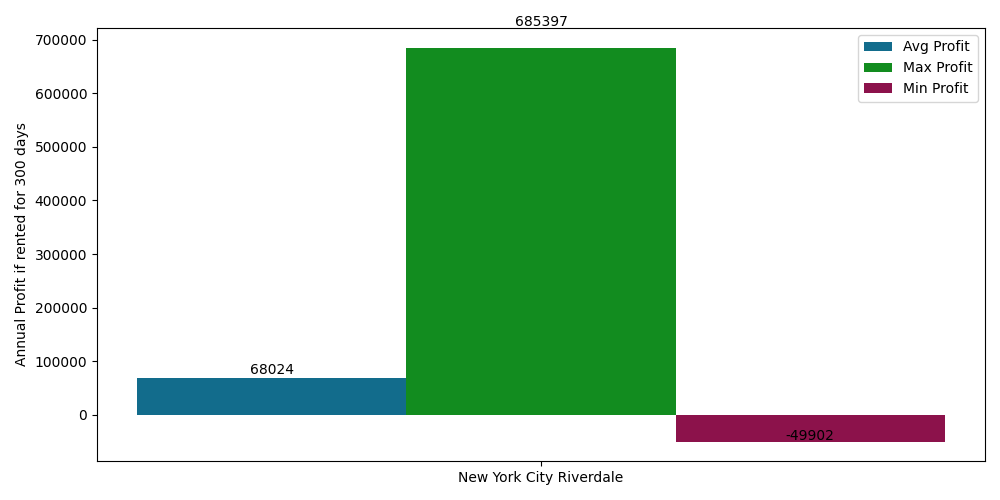 685397
700000
600000
500000
400000
300000
200000
100000
0
Annual Profit if rented for 300 days
Avg Profit
Max Profit
Min Profit
68024
-49902
New York City Riverdale